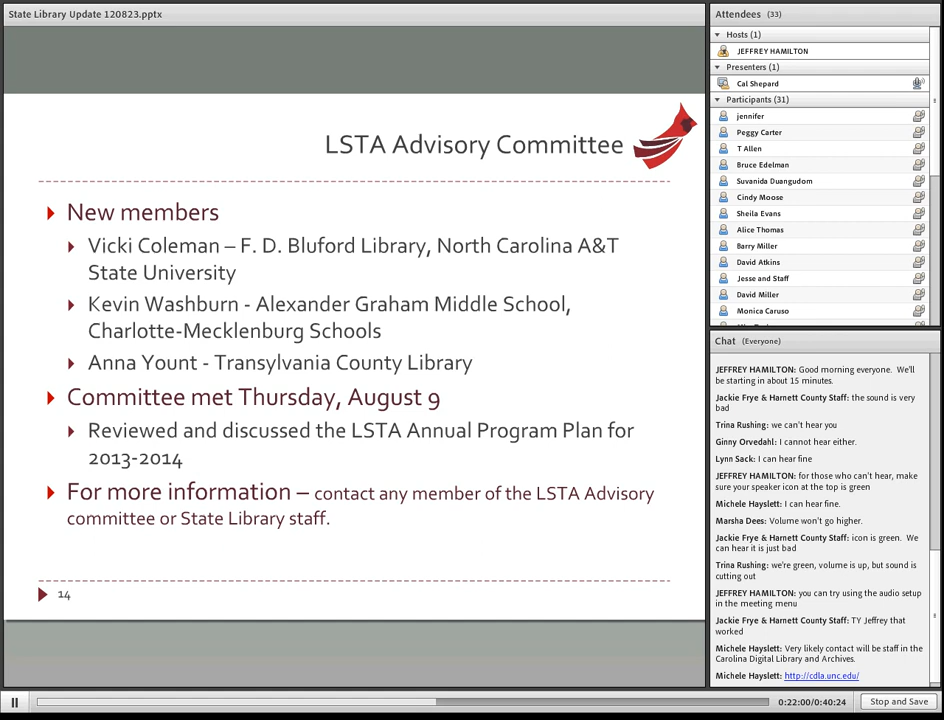 State Library Update 120823.pptx
LSTA Advisory Committee
New members
Vicki Coleman – F. D. Bluford Library, North Carolina A&T
State University
Kevin Washburn - Alexander Graham Middle School,
Charlotte-Mecklenburg Schools
Anna Yount - Transylvania County Library
Committee met Thursday, August 9
Reviewed and discussed the LSTA Annual Program Plan for
2013-2014
For more information – contact any member of the LSTA Advisory
committee or State Library staff.
14
Attendees (33)
Hosts (1)
JEFFREY HAMILTON
Presenters (1)
Cal Shepard
Participants (31)
jennifer
Peggy Carter
T Allen
Bruce Edelman
Suvanida Duangudom
Cindy Moose
Sheila Evans
Alice Thomas
Barry Miller
David Atkins
Jesse and Staff
David Miller
Monica Caruso
Chat (Everyone)
JEFFREY HAMILTON: Good morning everyone. We'll
be starting in about 15 minutes.
Jackie Frye & Harnett County Staff: the sound is very
bad
Trina Rushing: we can't hear you
Ginny Orvedahl: I cannot hear either.
Lynn Sack: I can hear fine
JEFFREY HAMILTON: for those who can't hear, make
sure your speaker icon at the top is green
Michele Hayslett: I can hear fine.
Marsha Dees: Volume won't go higher.
Jackie Frye & Harnett County Staff: icon is green. We
can hear it is just bad
Trina Rushing: we're green, volume is up, but sound is
cutting out
JEFFREY HAMILTON: you can try using the audio setup
in the meeting menu
Jackie Frye & Harnett County Staff: TY Jeffrey that
worked
Michele Hayslett: Very likely contact will be staff in the
Carolina Digital Library and Archives.
Michele Hayslett: http://cdla.unc.edu/
0:22:00/0:40:24
Stop and Save